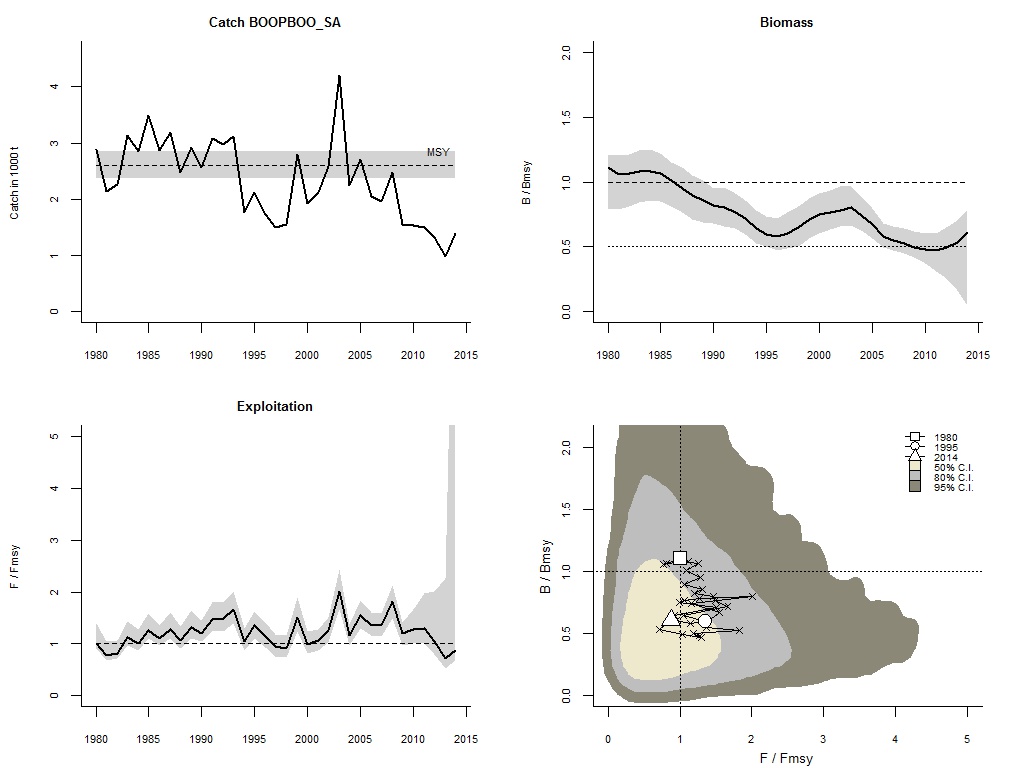 Catch BOOPBOO_SA
Catch in 1000 t
0 1 2 3 4
MSY
1980 1985 1990 1995 2000 2005 2010 2015
Biomass
B / Bmsy
0.0 0.5 1.0 1.5 2.0
1980 1985 1990 1995 2000 2005 2010 2015
Exploitation
F / Fmsy
0 1 2 3 4 5
1980 1985 1990 1995 2000 2005 2010 2015
B / Bmsy
0.0 0.5 1.0 1.5 2.0
1980
1995
2014
50% C.I.
80% C.I.
95% C.I.
0 1 2 3 4 5
F / Fmsy